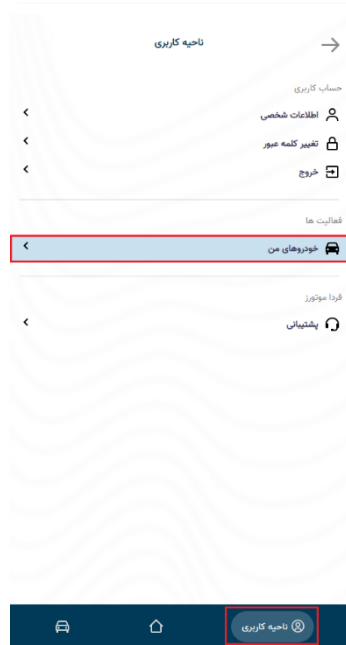 ناحیه کاربری
حساب کاربری
اطلاعات شخصی
تغییر کلمه عبور
خروج
فعالیت ها
خودروهای من
فردا موتورز
پشتیبانی
ناحیه کاربری